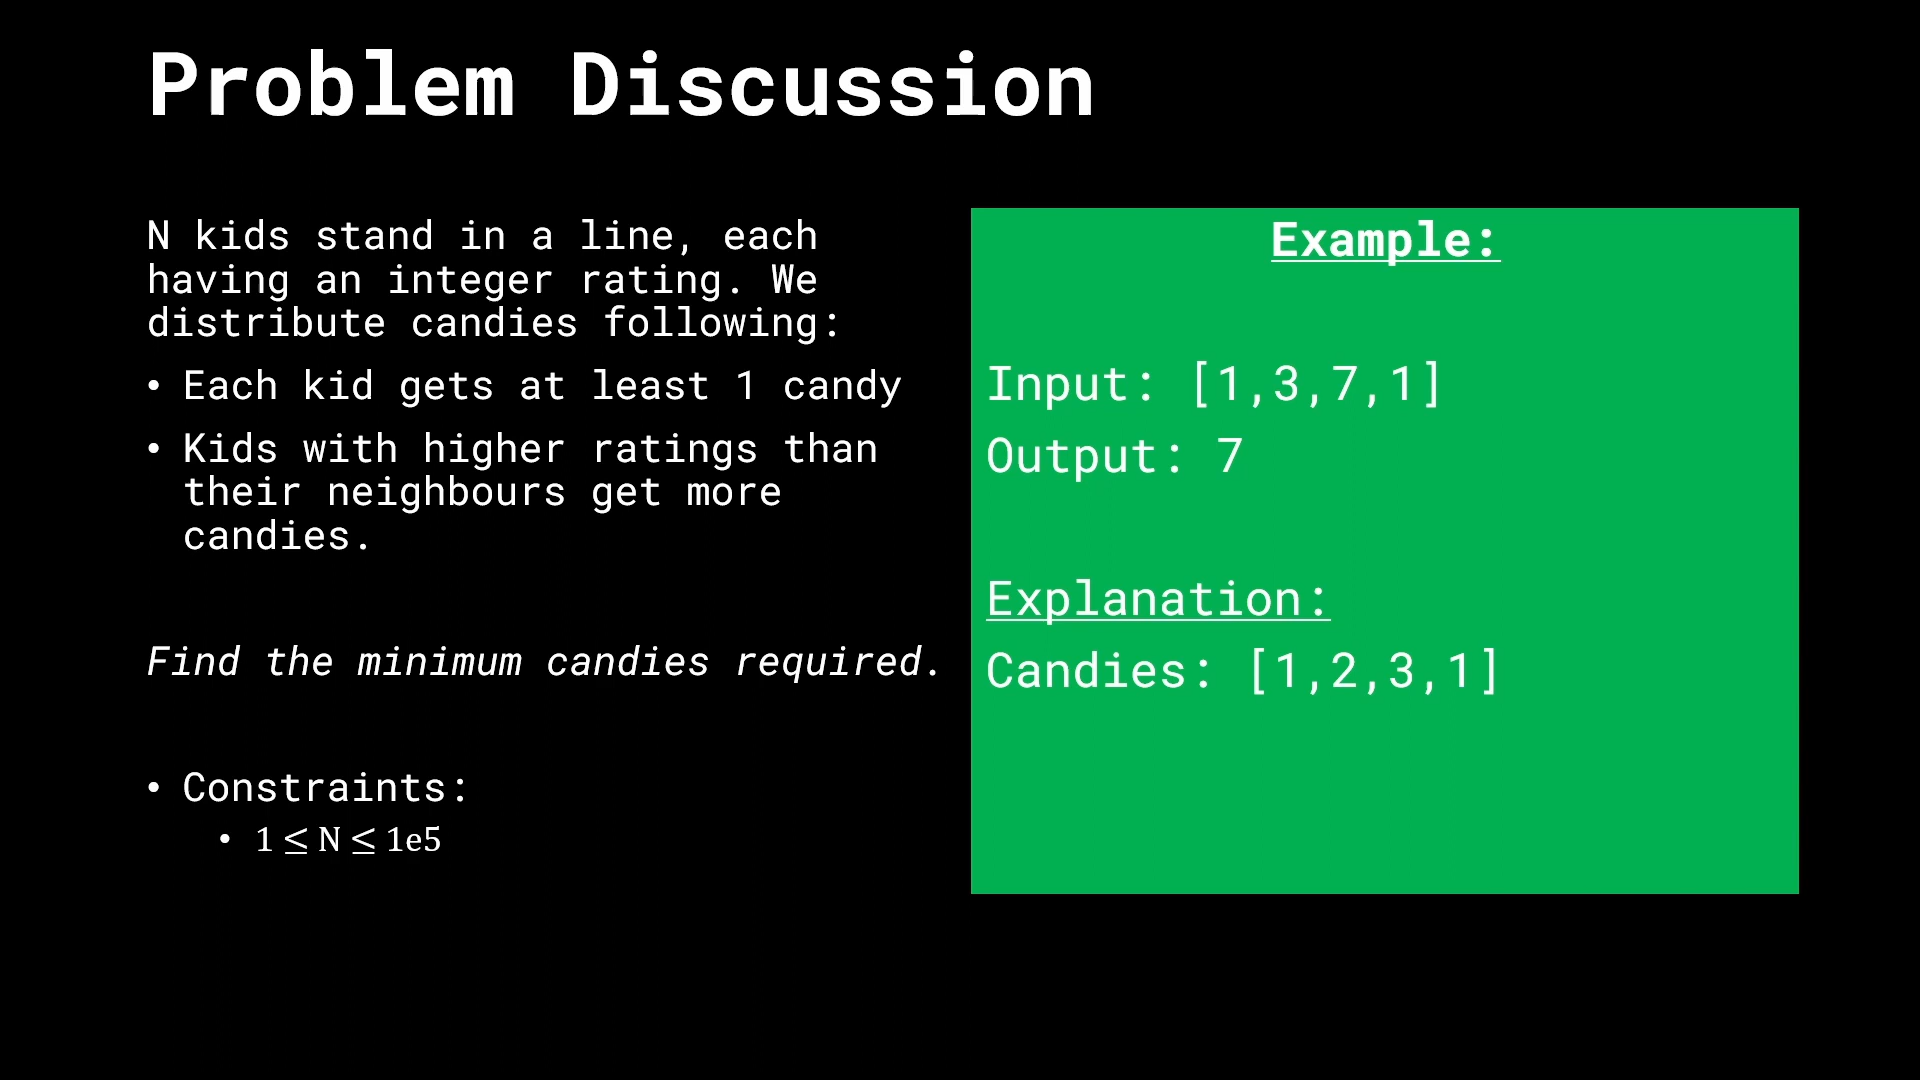 Problem Discussion
N kids stand in a line, each
having an integer rating. We
distribute candies following:
• Each kid gets at least 1 candy
• Kids with higher ratings than
their neighbours get more
candies.
Find the minimum candies required.
• Constraints:
• 1 ≤ N ≤ 1e5
Example:
Input: [1,3,7,1]
Output: 7
Explanation:
Candies: [1,2,3,1]